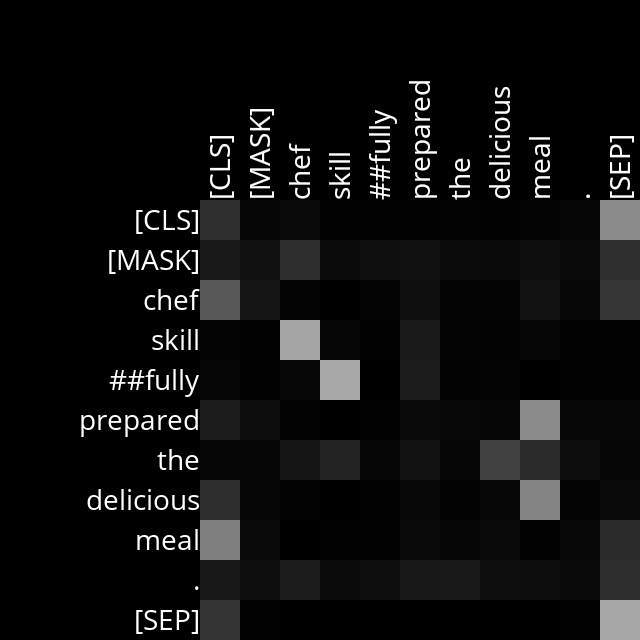 [CLS] [MASK] chef skill ##fully prepared the delicious meal . [SEP]
[CLS]
[MASK]
chef
skill
##fully
prepared
the
delicious
meal
.
[SEP]